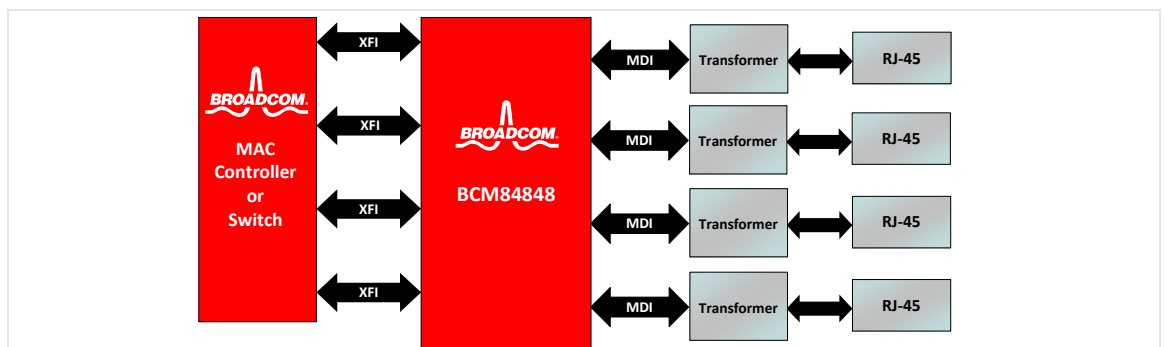 XFI
MDI
Transformer
RJ-45
BROADCOM®
MAC
Controller
or
Switch
XFI
BROADCOM®
BCM84848
MDI
Transformer
RJ-45
XFI
MDI
Transformer
RJ-45
XFI
MDI
Transformer
RJ-45